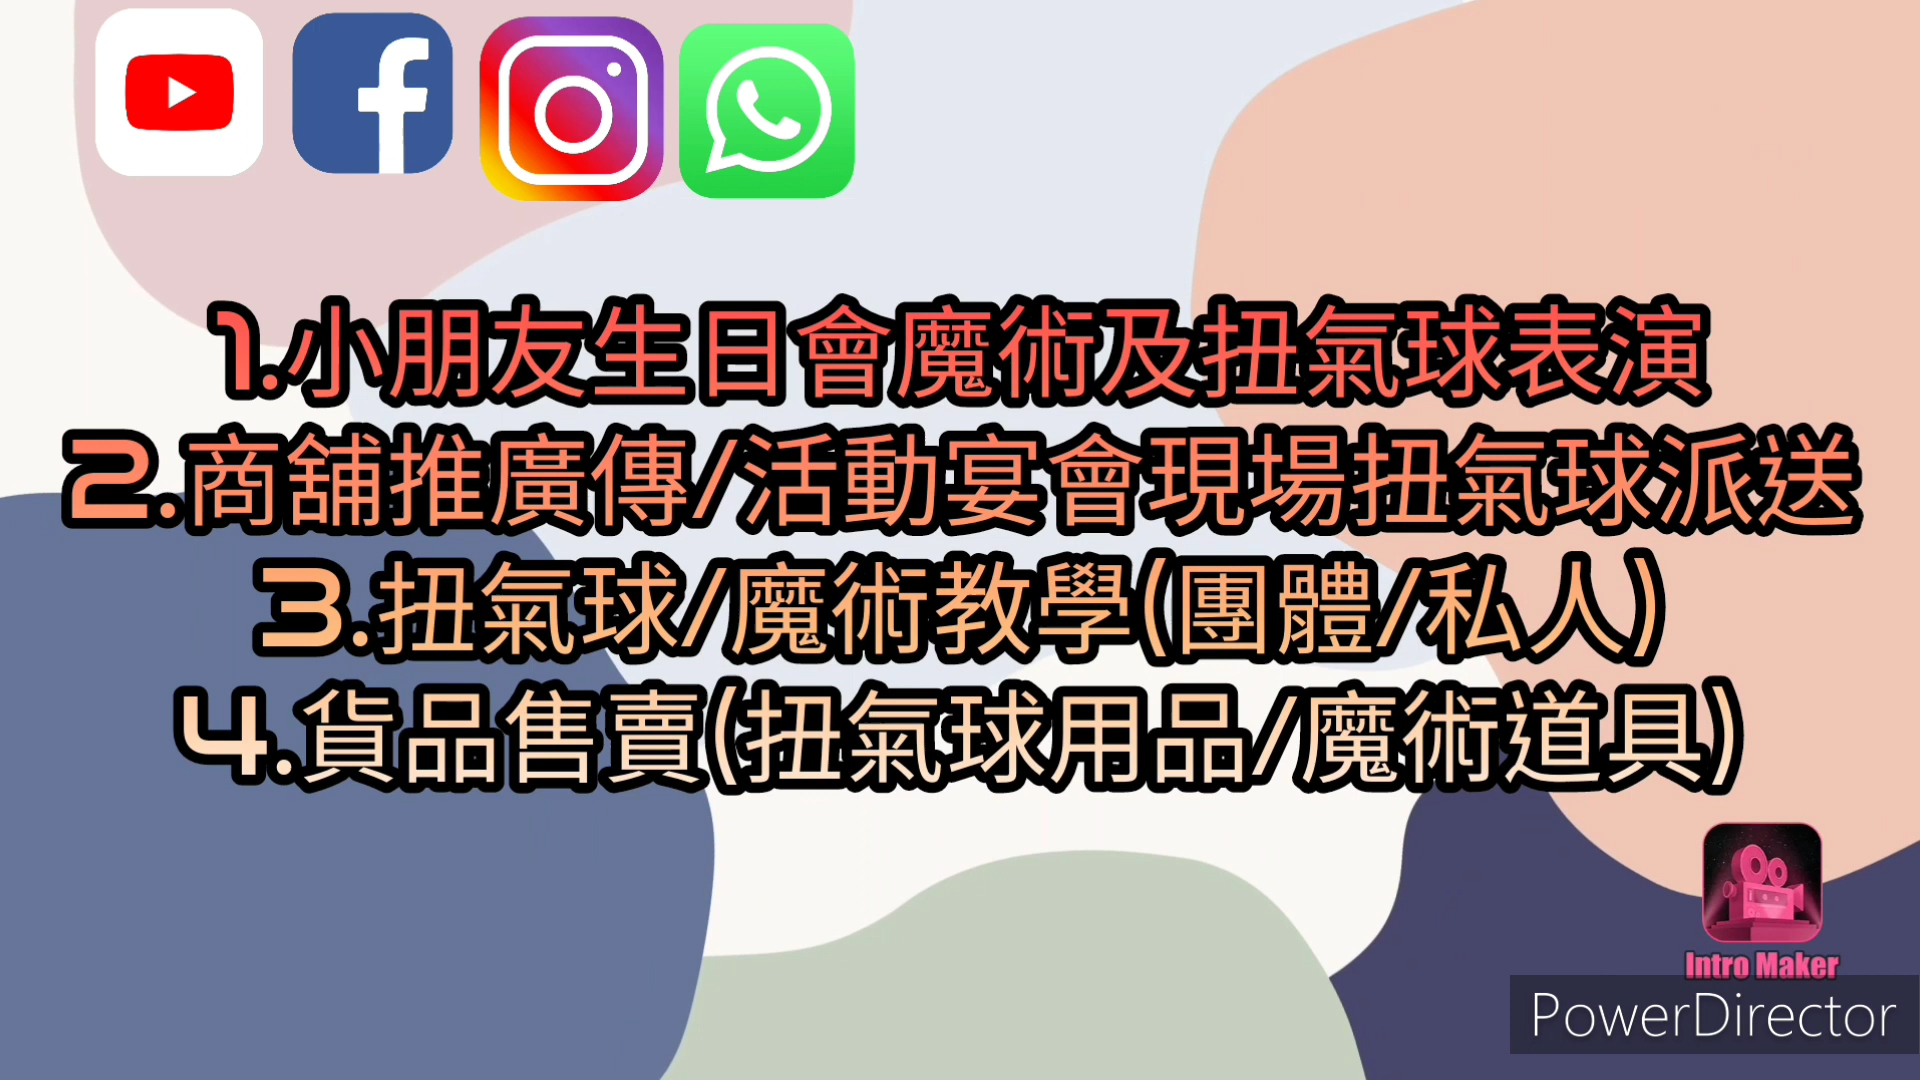 1.小朋友生日會魔術及扭氣球表演
2.商舖推廣傳/活動宴會現場扭氣球派送
3.扭氣球/魔術教學(團體/私人)
4.貨品售賣(扭氣球用品/魔術道具)
Intro Maker
PowerDirector